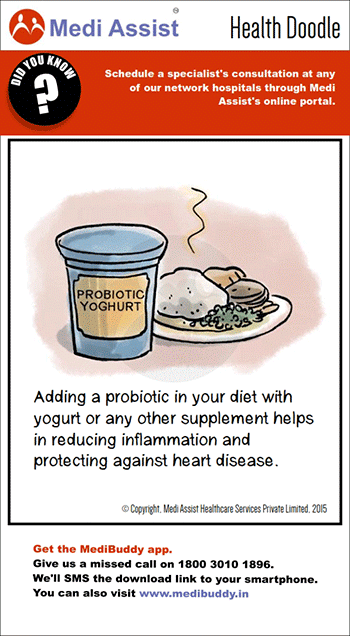 Medi Assist
Health Doodle
DID YOU KNOW
?
Schedule a specialist's consultation at any
of our network hospitals through Medi
Assist's online portal.
PROBIOTIC
YOGHURT
Adding a probiotic in your diet with
yogurt or any other supplement helps
in reducing inflammation and
protecting against heart disease.
© Copyright, Medi Assist Healthcare Services Private Limited, 2015
Get the MediBuddy app.
Give us a missed call on 1800 3010 1896.
We'll SMS the download link to your smartphone.
You can also visit www.medibuddy.in